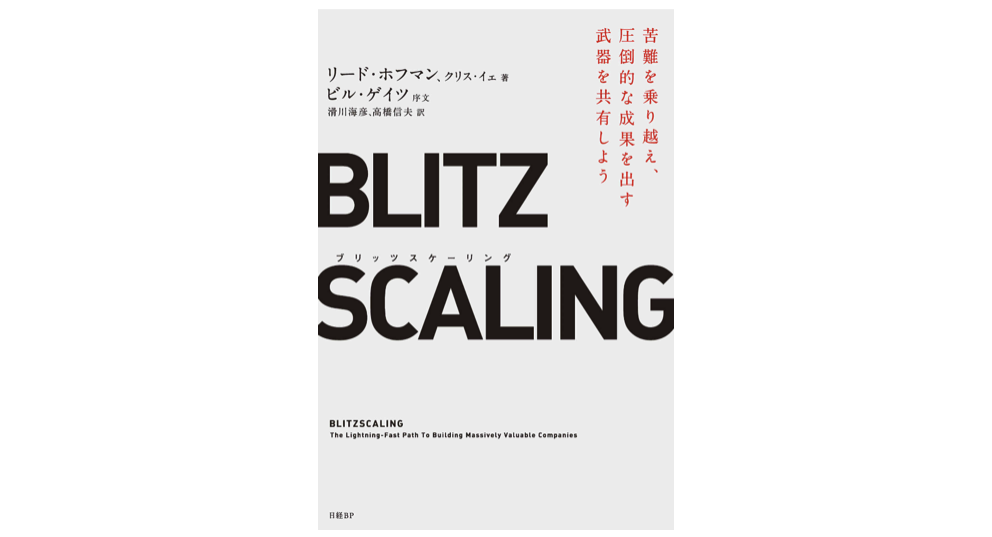 苦難を乗り越え、
圧倒的な成果を出す
武器を共有しよう
リード・ホフマン、クリス・イェ 著
ビル・ゲイツ 序文
滑川海彦、高橋信夫 訳
BLITZ
ブリッツスケーリング
SCALING
BLITZSCALING
The Lightning-Fast Path To Building Massively Valuable Companies
日経BP